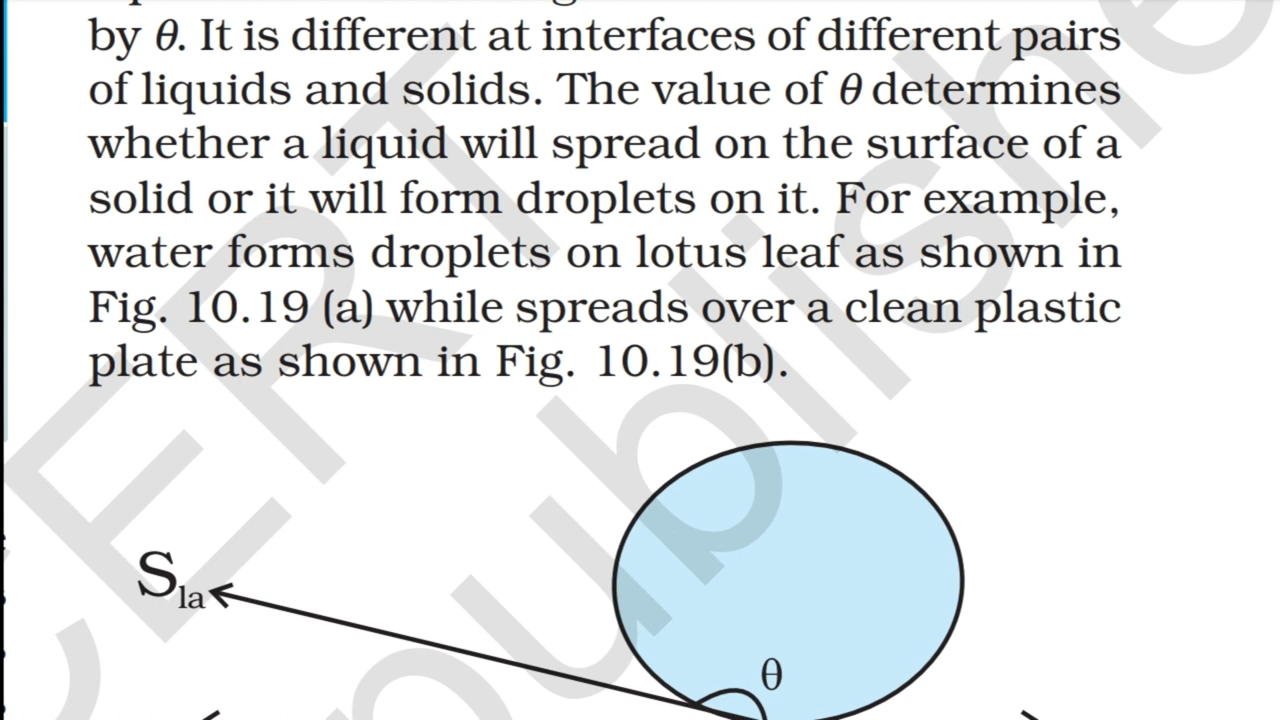 by θ. It is different at interfaces of different pairs
of liquids and solids. The value of θ determines
whether a liquid will spread on the surface of a
solid or it will form droplets on it. For example,
water forms droplets on lotus leaf as shown in
Fig. 10.19 (a) while spreads over a clean plastic
plate as shown in Fig. 10.19(b).
S la
θ